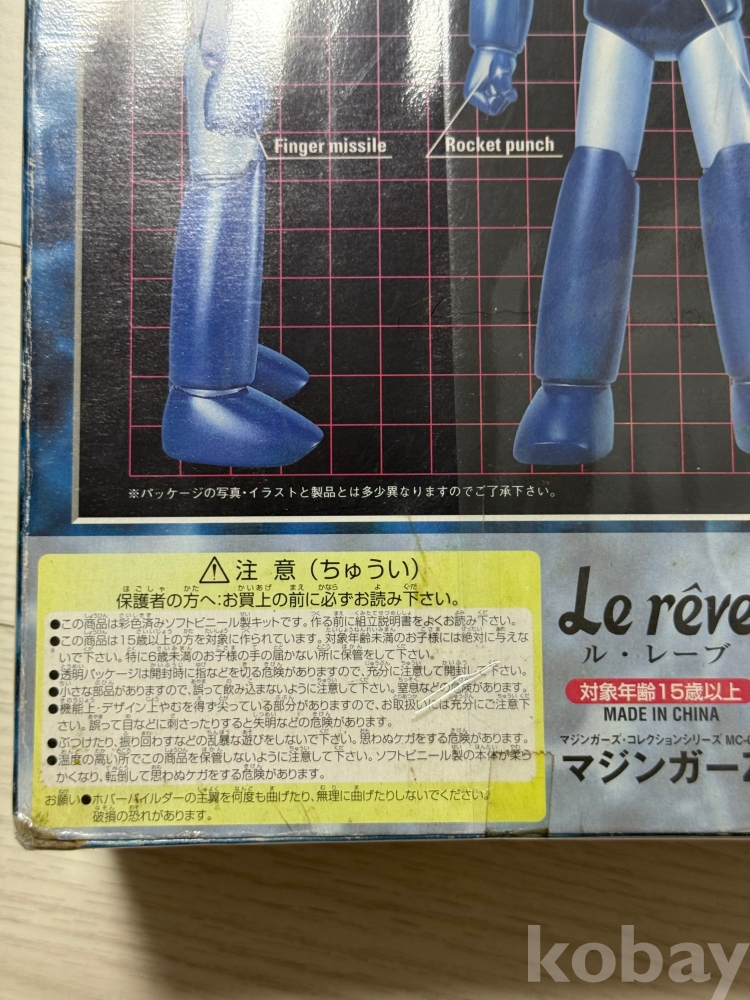 Finger missile
Rocket punch
※パッケージの写真・イラストと製品とは多少異なりますのでご了承下さい。
⚠注 意（ちゅうい）
保護者の方へ:お買上の前に必ずお読み下さい。
●この商品は彩色済みソフトビニール製キットです。作る前に組立説明書をよくお読み下さい。
●この商品は15歳以上の方を対象に作られています。対象年齢未満のお子様には絶対に与えな
いで下さい。特に6歳未満のお子様の手の届かない所に保管をして下さい。
●透明パッケージは開封時に指などを切る危険がありますので、充分に注意して開封して下さい。
●小さな部品がありますので、誤って飲み込まないように注意して下さい。窒息などの危険があります。
●機能上・デザイン上やむを得ず尖っている部分がありますので、お取扱いには充分にご注意下
さい。誤って目などに刺さったりすると失明などの危険があります。
●ぶつけたり、振り回すなどの乱暴な遊びをしないで下さい。思わぬケガをする危険があります。
●温度の高い所でこの商品を保管しないように注意して下さい。ソフトビニール製の本体が柔ら
かくなり、転倒して思わぬケガをする危険があります。
お願い●ホバーパイルダーの主翼を何度も曲げたり、無理に曲げたりしないでください。
破損の恐れがあります。
Le rêve
ル・レーブ
対象年齢15歳以上
MADE IN CHINA
マジンガーズ・コレクションシリーズ MC-0
マジンガーZ
kobay